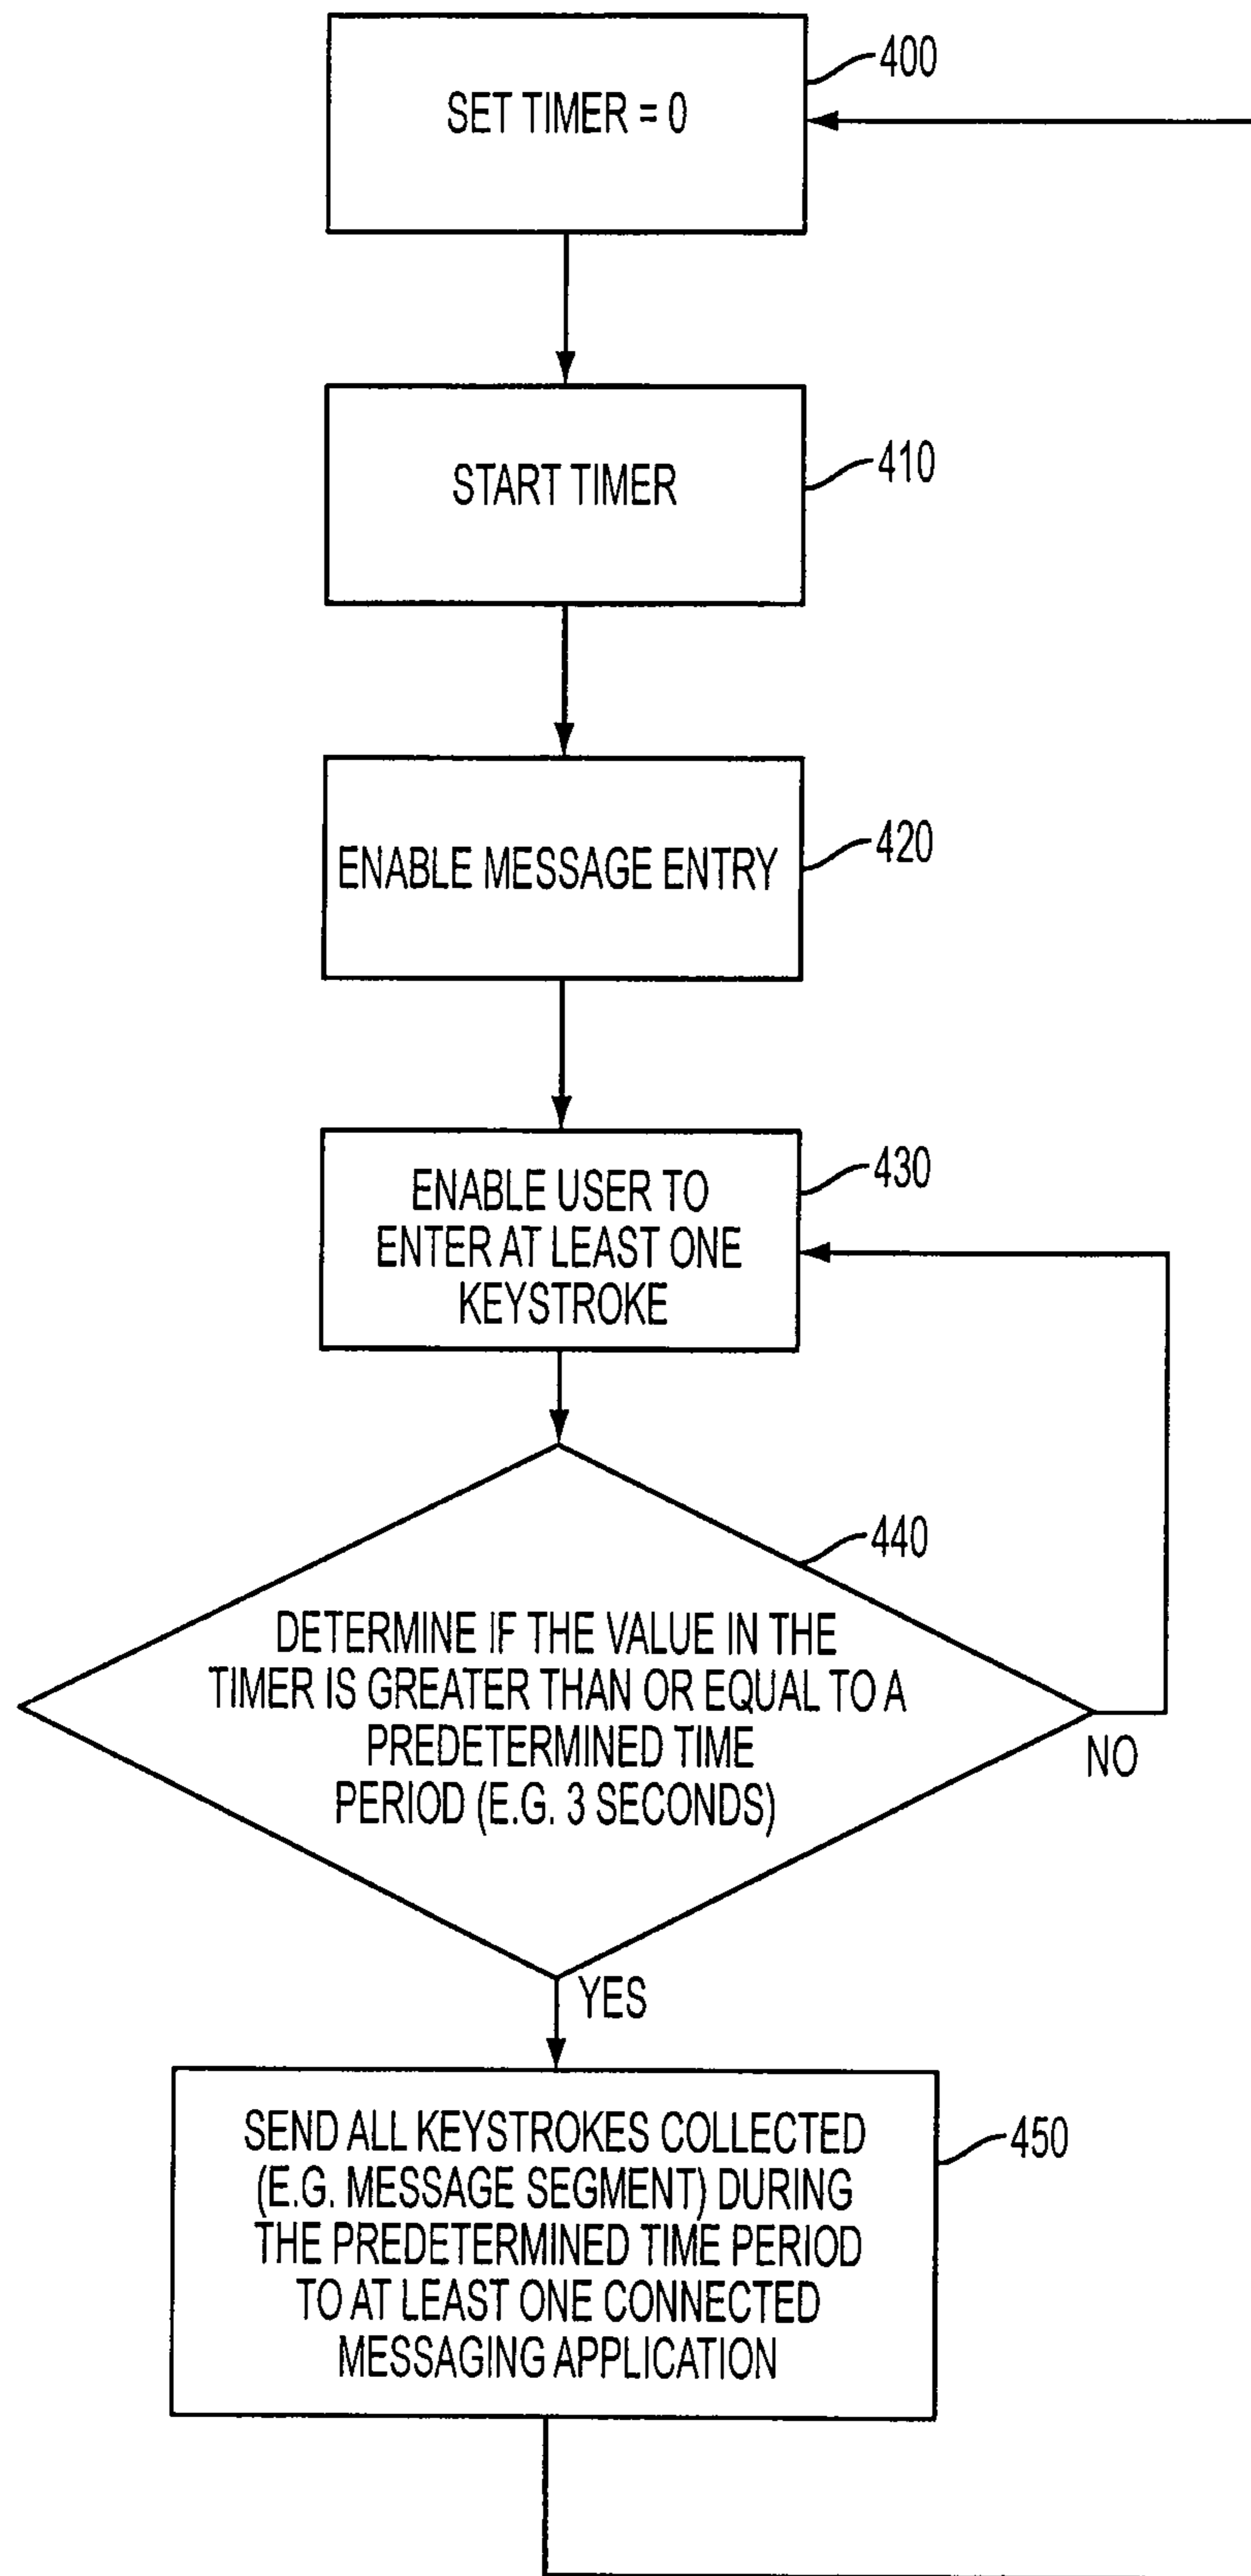 SET TIMER = 0
400
START TIMER
410
ENABLE MESSAGE ENTRY
420
ENABLE USER TO
ENTER AT LEAST ONE
KEYSTROKE
430
440
DETERMINE IF THE VALUE IN THE
TIMER IS GREATER THAN OR EQUAL TO A
PREDETERMINED TIME
PERIOD (E.G. 3 SECONDS)
NO
YES
SEND ALL KEYSTROKES COLLECTED
(E.G. MESSAGE SEGMENT) DURING
THE PREDETERMINED TIME PERIOD
TO AT LEAST ONE CONNECTED
MESSAGING APPLICATION
450